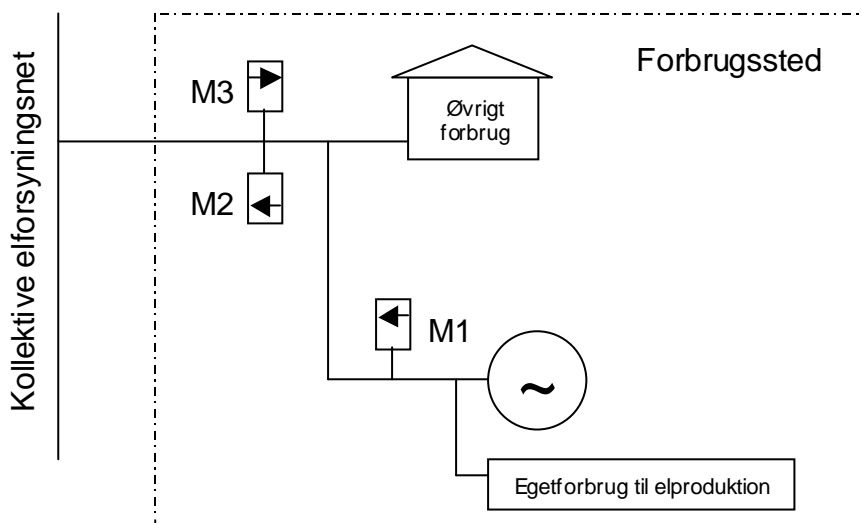 Kollektive elforsyningsnet
Forbrugssted
M3
Øvrigt
forbrug
M2
M1
~
Egetforbrug til elproduktion